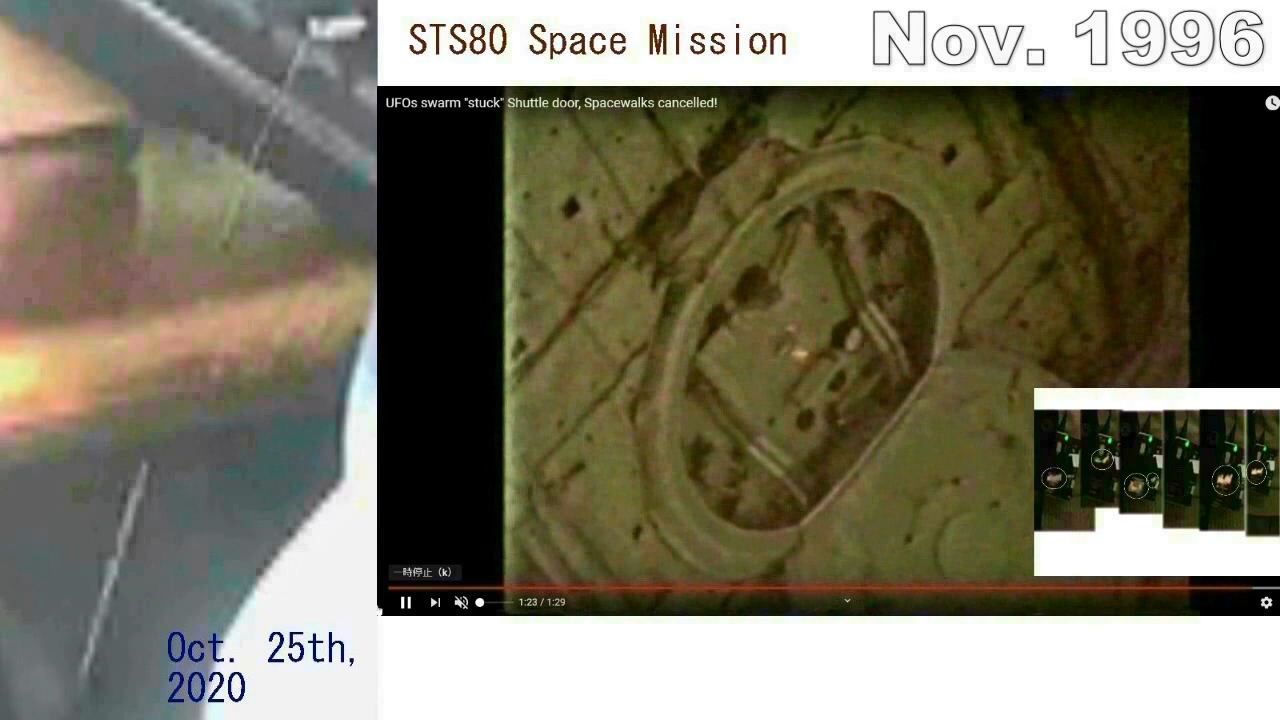 STS80 Space Mission
Nov. 1996
UFOs swarm "stuck" Shuttle door, Spacewalks cancelled!
一時停止 (k)
1:23 / 1:29
Oct. 25th,
2020